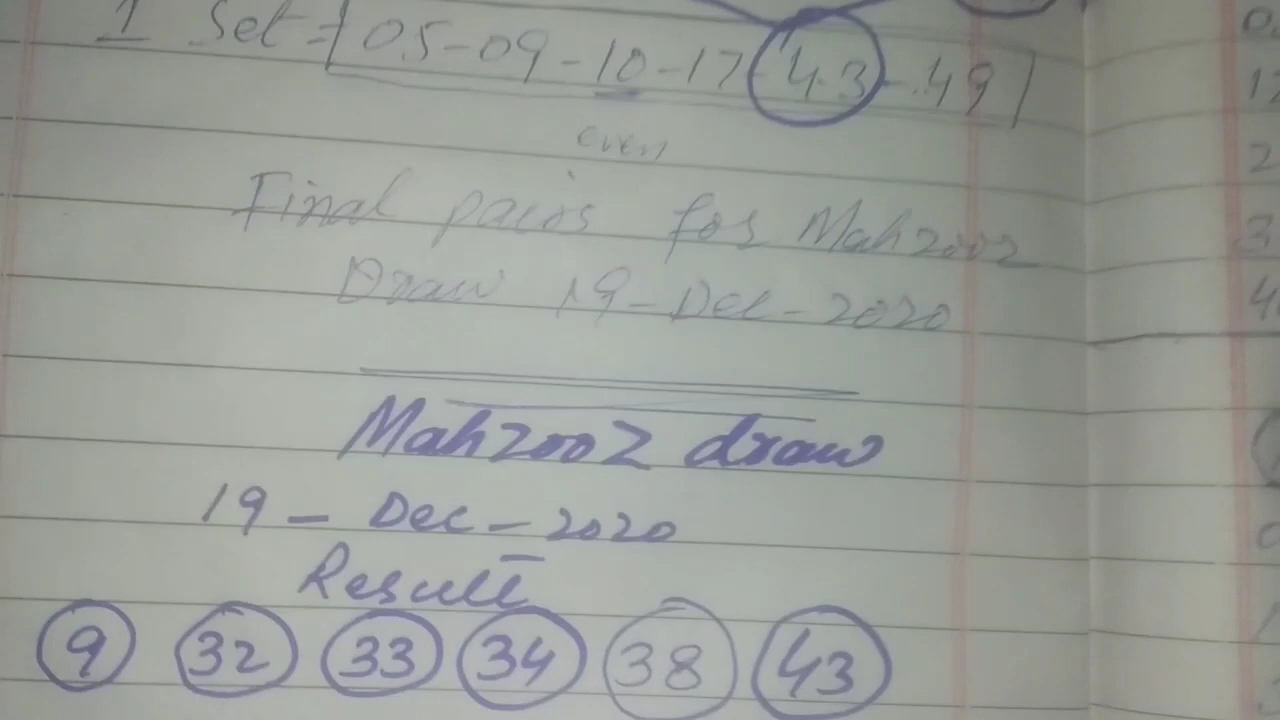 1 Set = 05-09-10-17-43-49
even
Final pairs for Mahzooz
Draw 19-Dec-2020
Mahzooz draw
19 - Dec - 2020
Result
9 32 33 34 38 43